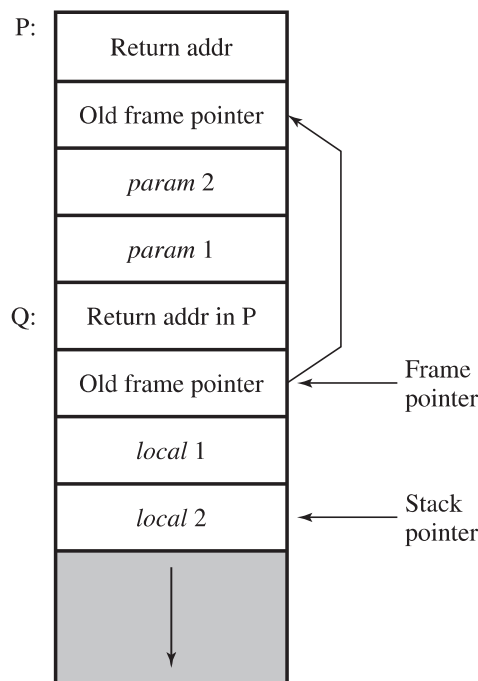 P:
Return addr
Old frame pointer
param 2
param 1
Q:
Return addr in P
Old frame pointer
Frame
pointer
local 1
local 2
Stack
pointer